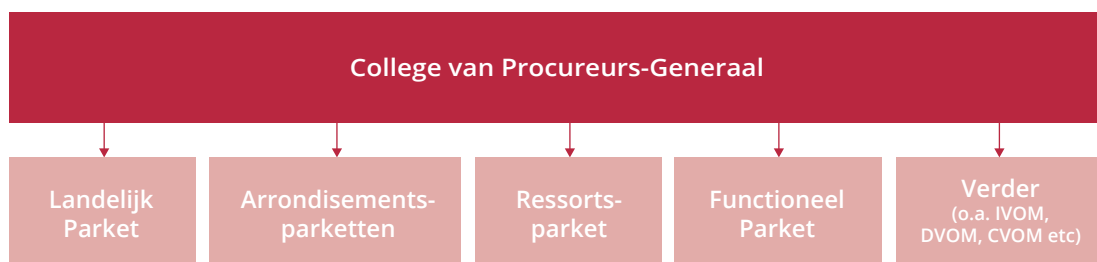 College van Procureurs-Generaal
Landelijk
Parket
Arrondisements-
parketten
Ressorts-
parket
Functioneel
Parket
Verder
(o.a. IVOM,
DVOM, CVOM etc)